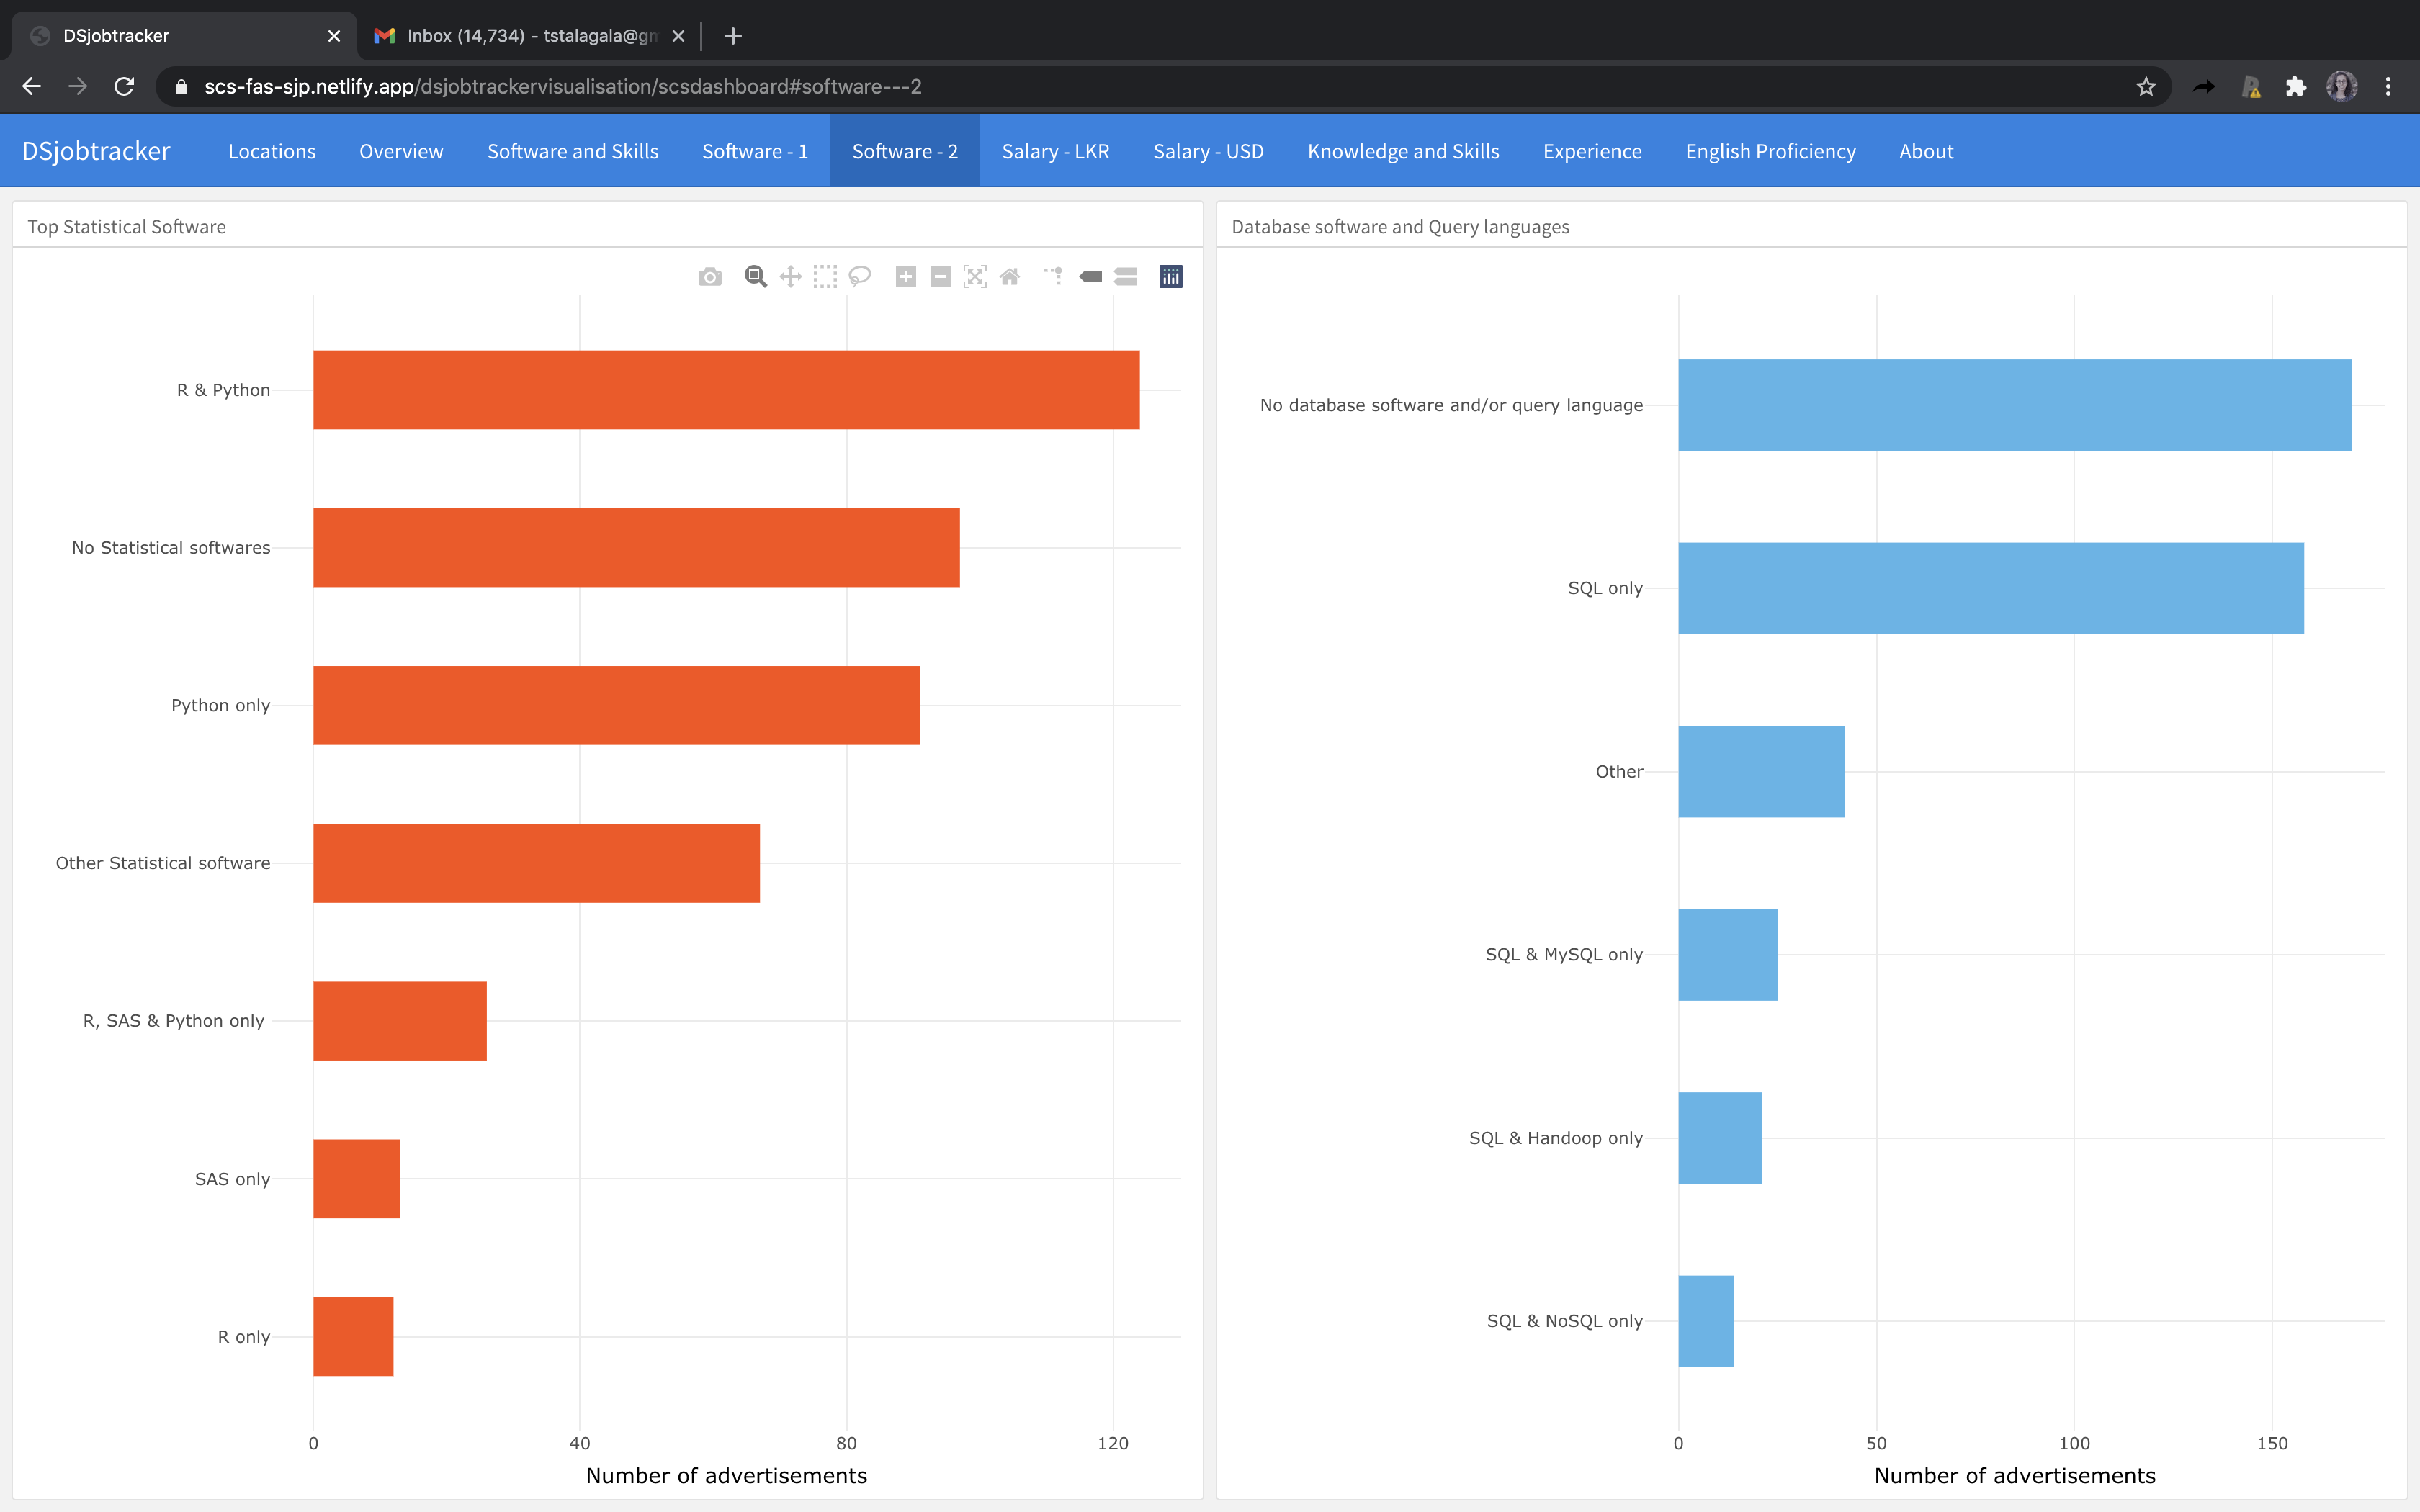 DSjobtracker
Inbox (14,734) - tstalagala@gm
scs-fas-sjp.netlify.app/dsjobtrackervisualisation/scsdashboard#software---2
DSjobtracker Locations Overview Software and Skills Software - 1 Software - 2 Salary - LKR Salary - USD Knowledge and Skills Experience English Proficiency About
Top Statistical Software
R & Python
No Statistical softwares
Python only
Other Statistical software
R, SAS & Python only
SAS only
R only
0 40 80 120
Number of advertisements
Database software and Query languages
No database software and/or query language
SQL only
Other
SQL & MySQL only
SQL & Handoop only
SQL & NoSQL only
0 50 100 150
Number of advertisements